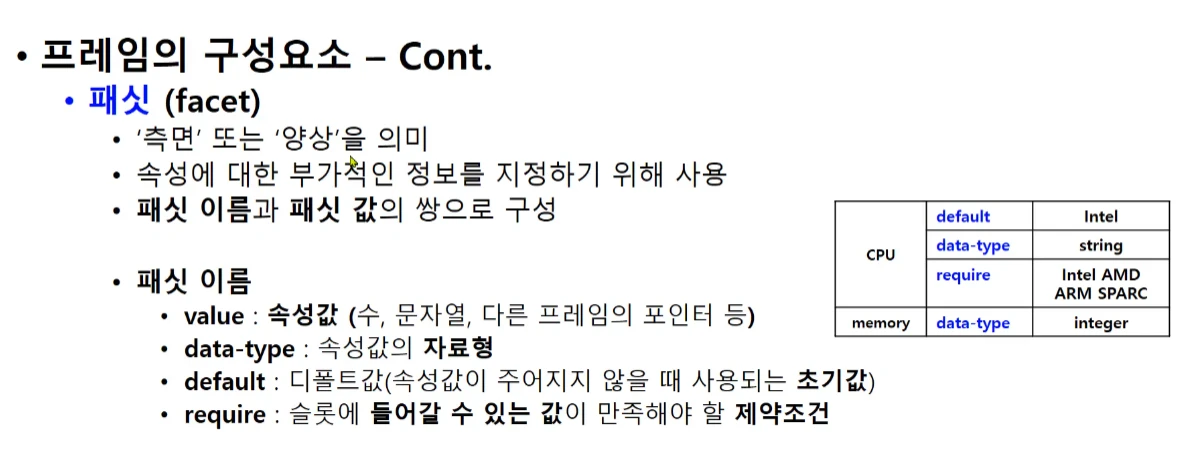 • 프레임의 구성요소 – Cont.
• 패싯 (facet)
• ‘측면’ 또는 ‘양상’을 의미
• 속성에 대한 부가적인 정보를 지정하기 위해 사용
• 패싯 이름과 패싯 값의 쌍으로 구성
• 패싯 이름
• value : 속성값 (수, 문자열, 다른 프레임의 포인터 등)
• data-type : 속성값의 자료형
• default : 디폴트값(속성값이 주어지지 않을 때 사용되는 초기값)
• require : 슬롯에 들어갈 수 있는 값이 만족해야 할 제약조건
CPU
default Intel
data-type string
require Intel AMD
ARM SPARC
memory data-type integer